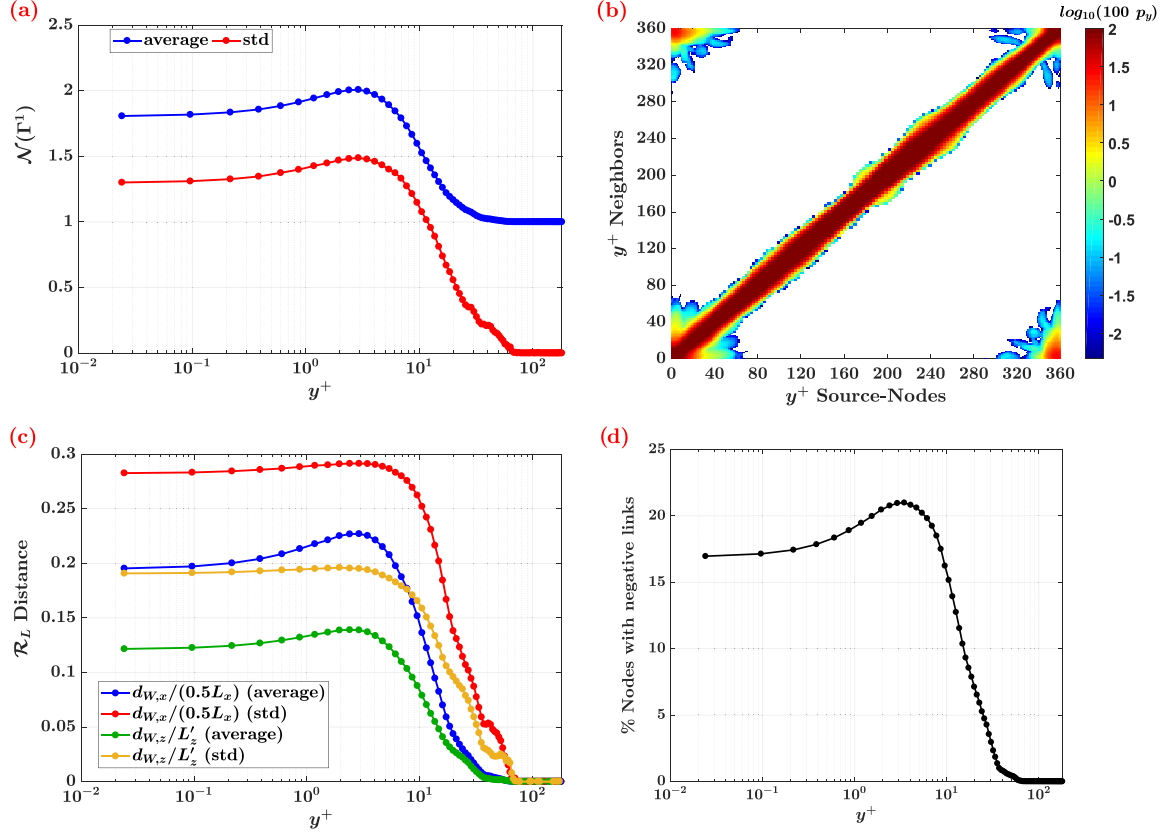 (a)
2.5
2
1.5
1
0.5
0
average std
𝒩(Γ¹)
10⁻² 10⁻¹ 10⁰ 10¹ 10²
y⁺
(b)
log₁₀(100 p_y)
360
320
280
240
200
160
120
80
40
0
y⁺ Neighbors
0 40 80 120 160 200 240 280 320 360
y⁺ Source-Nodes
2
1.5
1
0.5
0
-0.5
-1
-1.5
-2
(c)
0.3
0.25
0.2
0.15
0.1
0.05
0
ℛ_L Distance
d_{W,x}/(0.5L_x) (average)
d_{W,x}/(0.5L_x) (std)
d_{W,z}/L′_z (average)
d_{W,z}/L′_z (std)
10⁻² 10⁻¹ 10⁰ 10¹ 10²
y⁺
(d)
25
20
15
10
5
0
% Nodes with negative links
10⁻² 10⁻¹ 10⁰ 10¹ 10²
y⁺